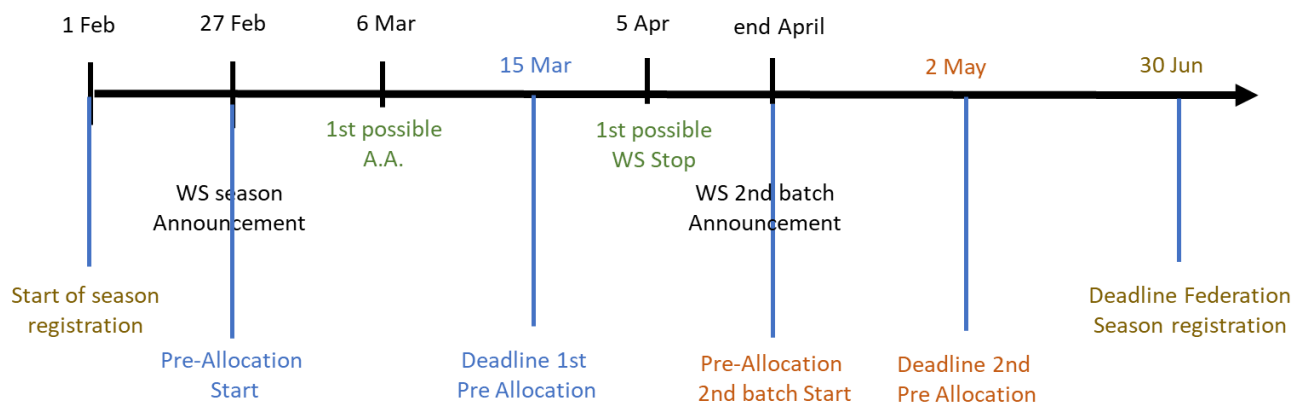 1 Feb
27 Feb
6 Mar
5 Apr
end April
15 Mar
2 May
30 Jun
1st possible
A.A.
1st possible
WS Stop
WS season
Announcement
WS 2nd batch
Announcement
Start of season
registration
Deadline Federation
Season registration
Pre-Allocation
Start
Deadline 1st
Pre Allocation
Pre-Allocation
2nd batch Start
Deadline 2nd
Pre Allocation